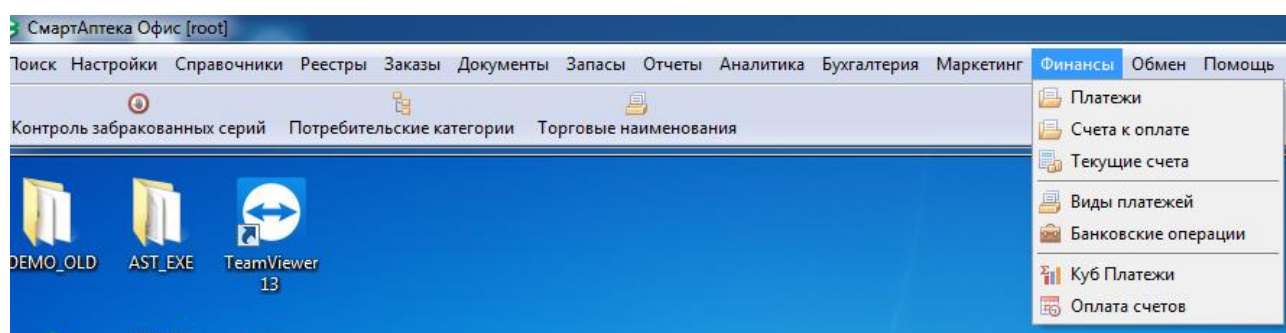 СмартАптека Офис [root]
Поиск Настройки Справочники Реестры Заказы Документы Запасы Отчеты Аналитика Бухгалтерия Маркетинг Финансы Обмен Помощь
Контроль забракованных серий Потребительские категории Торговые наименования
Платежи
Счета к оплате
Текущие счета
Виды платежей
Банковские операции
Куб Платежи
Оплата счетов
DEMO_OLD AST_EXE TeamViewer
13